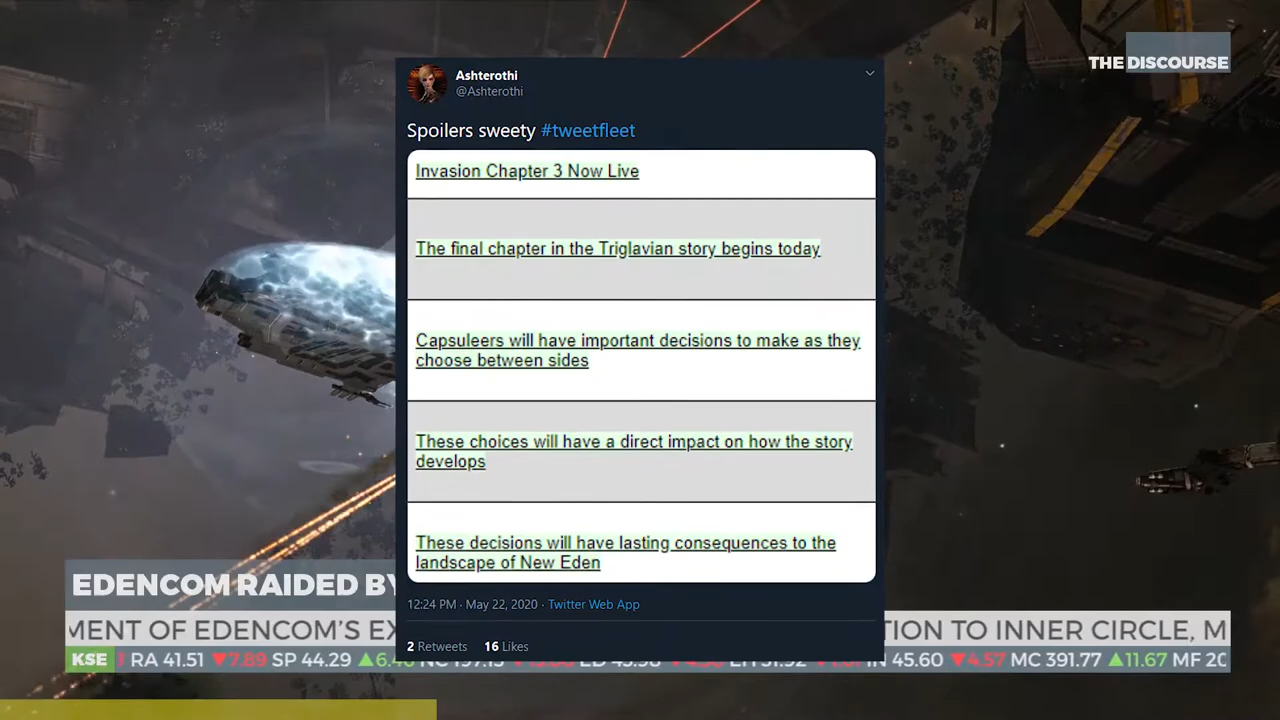 THE DISCOURSE
Ashterothi
@Ashterothi
Spoilers sweety #tweetfleet
Invasion Chapter 3 Now Live
The final chapter in the Triglavian story begins today
Capsuleers will have important decisions to make as they
choose between sides
These choices will have a direct impact on how the story
develops
These decisions will have lasting consequences to the
landscape of New Eden
12:24 PM · May 22, 2020 · Twitter Web App
2 Retweets 16 Likes
EDENCOM RAIDED BY
MENT OF EDENCOM'S EX TION TO INNER CIRCLE, M
KSE RA 41.51 ▼7.89 SP 44.29 IN 45.60 ▼4.57 MC 391.77 ▲11.67 MF 20